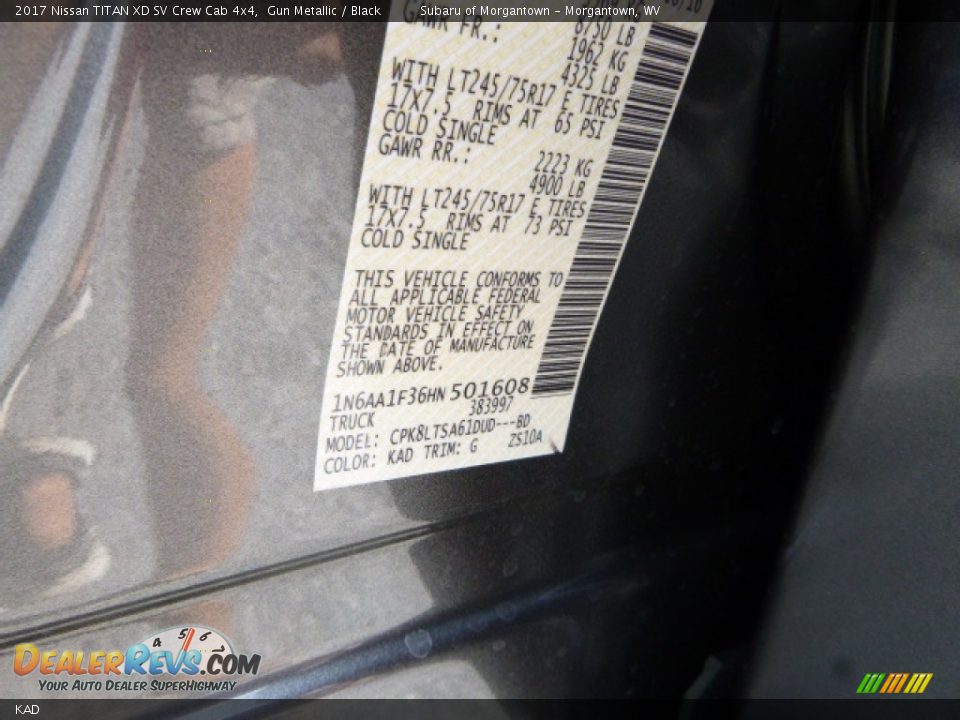 2017 Nissan TITAN XD SV Crew Cab 4x4,  Gun Metallic / Black
Subaru of Morgantown - Morgantown, WV
GAWR FR.:
8750 LB
1962 KG
4325 LB
WITH LT245/75R17 E TIRES
17X7.5 RIMS AT 65 PSI
COLD SINGLE
GAWR RR.:
2223 KG
4900 LB
WITH LT245/75R17 E TIRES
17X7.5 RIMS AT 73 PSI
COLD SINGLE
THIS VEHICLE CONFORMS TO
ALL APPLICABLE FEDERAL
MOTOR VEHICLE SAFETY
STANDARDS IN EFFECT ON
THE DATE OF MANUFACTURE
SHOWN ABOVE.
1N6AA1F36HN 501608
TRUCK 383997
MODEL: CPK8LTSA61DUD---BD
COLOR: KAD TRIM: G ZS10A
4 5 6
DEALERREVS.COM
YOUR AUTO DEALER SUPERHIGHWAY
KAD